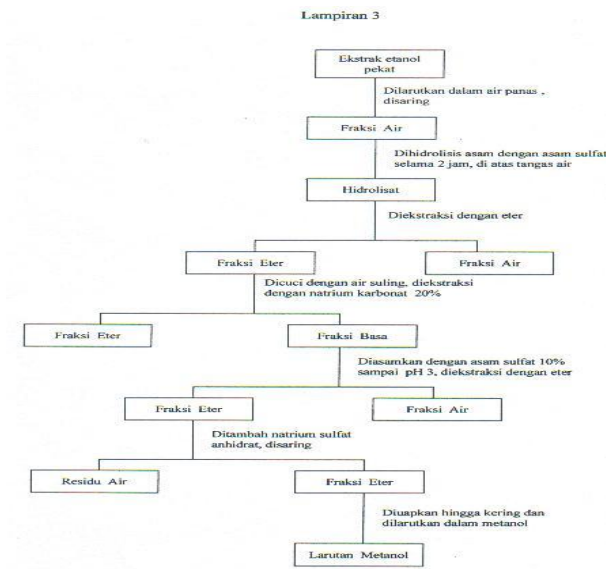 Lampiran 3
Ekstrak etanol
pekat
Dilarutkan dalam air panas ,
disaring
Fraksi Air
Dihidrolisis asam dengan asam sulfat
selama 2 jam, di atas tangas air
Hidrolisat
Diekstraksi dengan eter
Fraksi Eter
Fraksi Air
Dicuci dengan air suling, diekstraksi
dengan natrium karbonat 20%
Fraksi Eter
Fraksi Basa
Diasamkan dengan asam sulfat 10%
sampai pH 3, diekstraksi dengan eter
Fraksi Eter
Fraksi Air
Ditambah natrium sulfat
anhidrat, disaring
Residu Air
Fraksi Eter
Diuapkan hingga kering dan
dilarutkan dalam metanol
Larutan Metanol